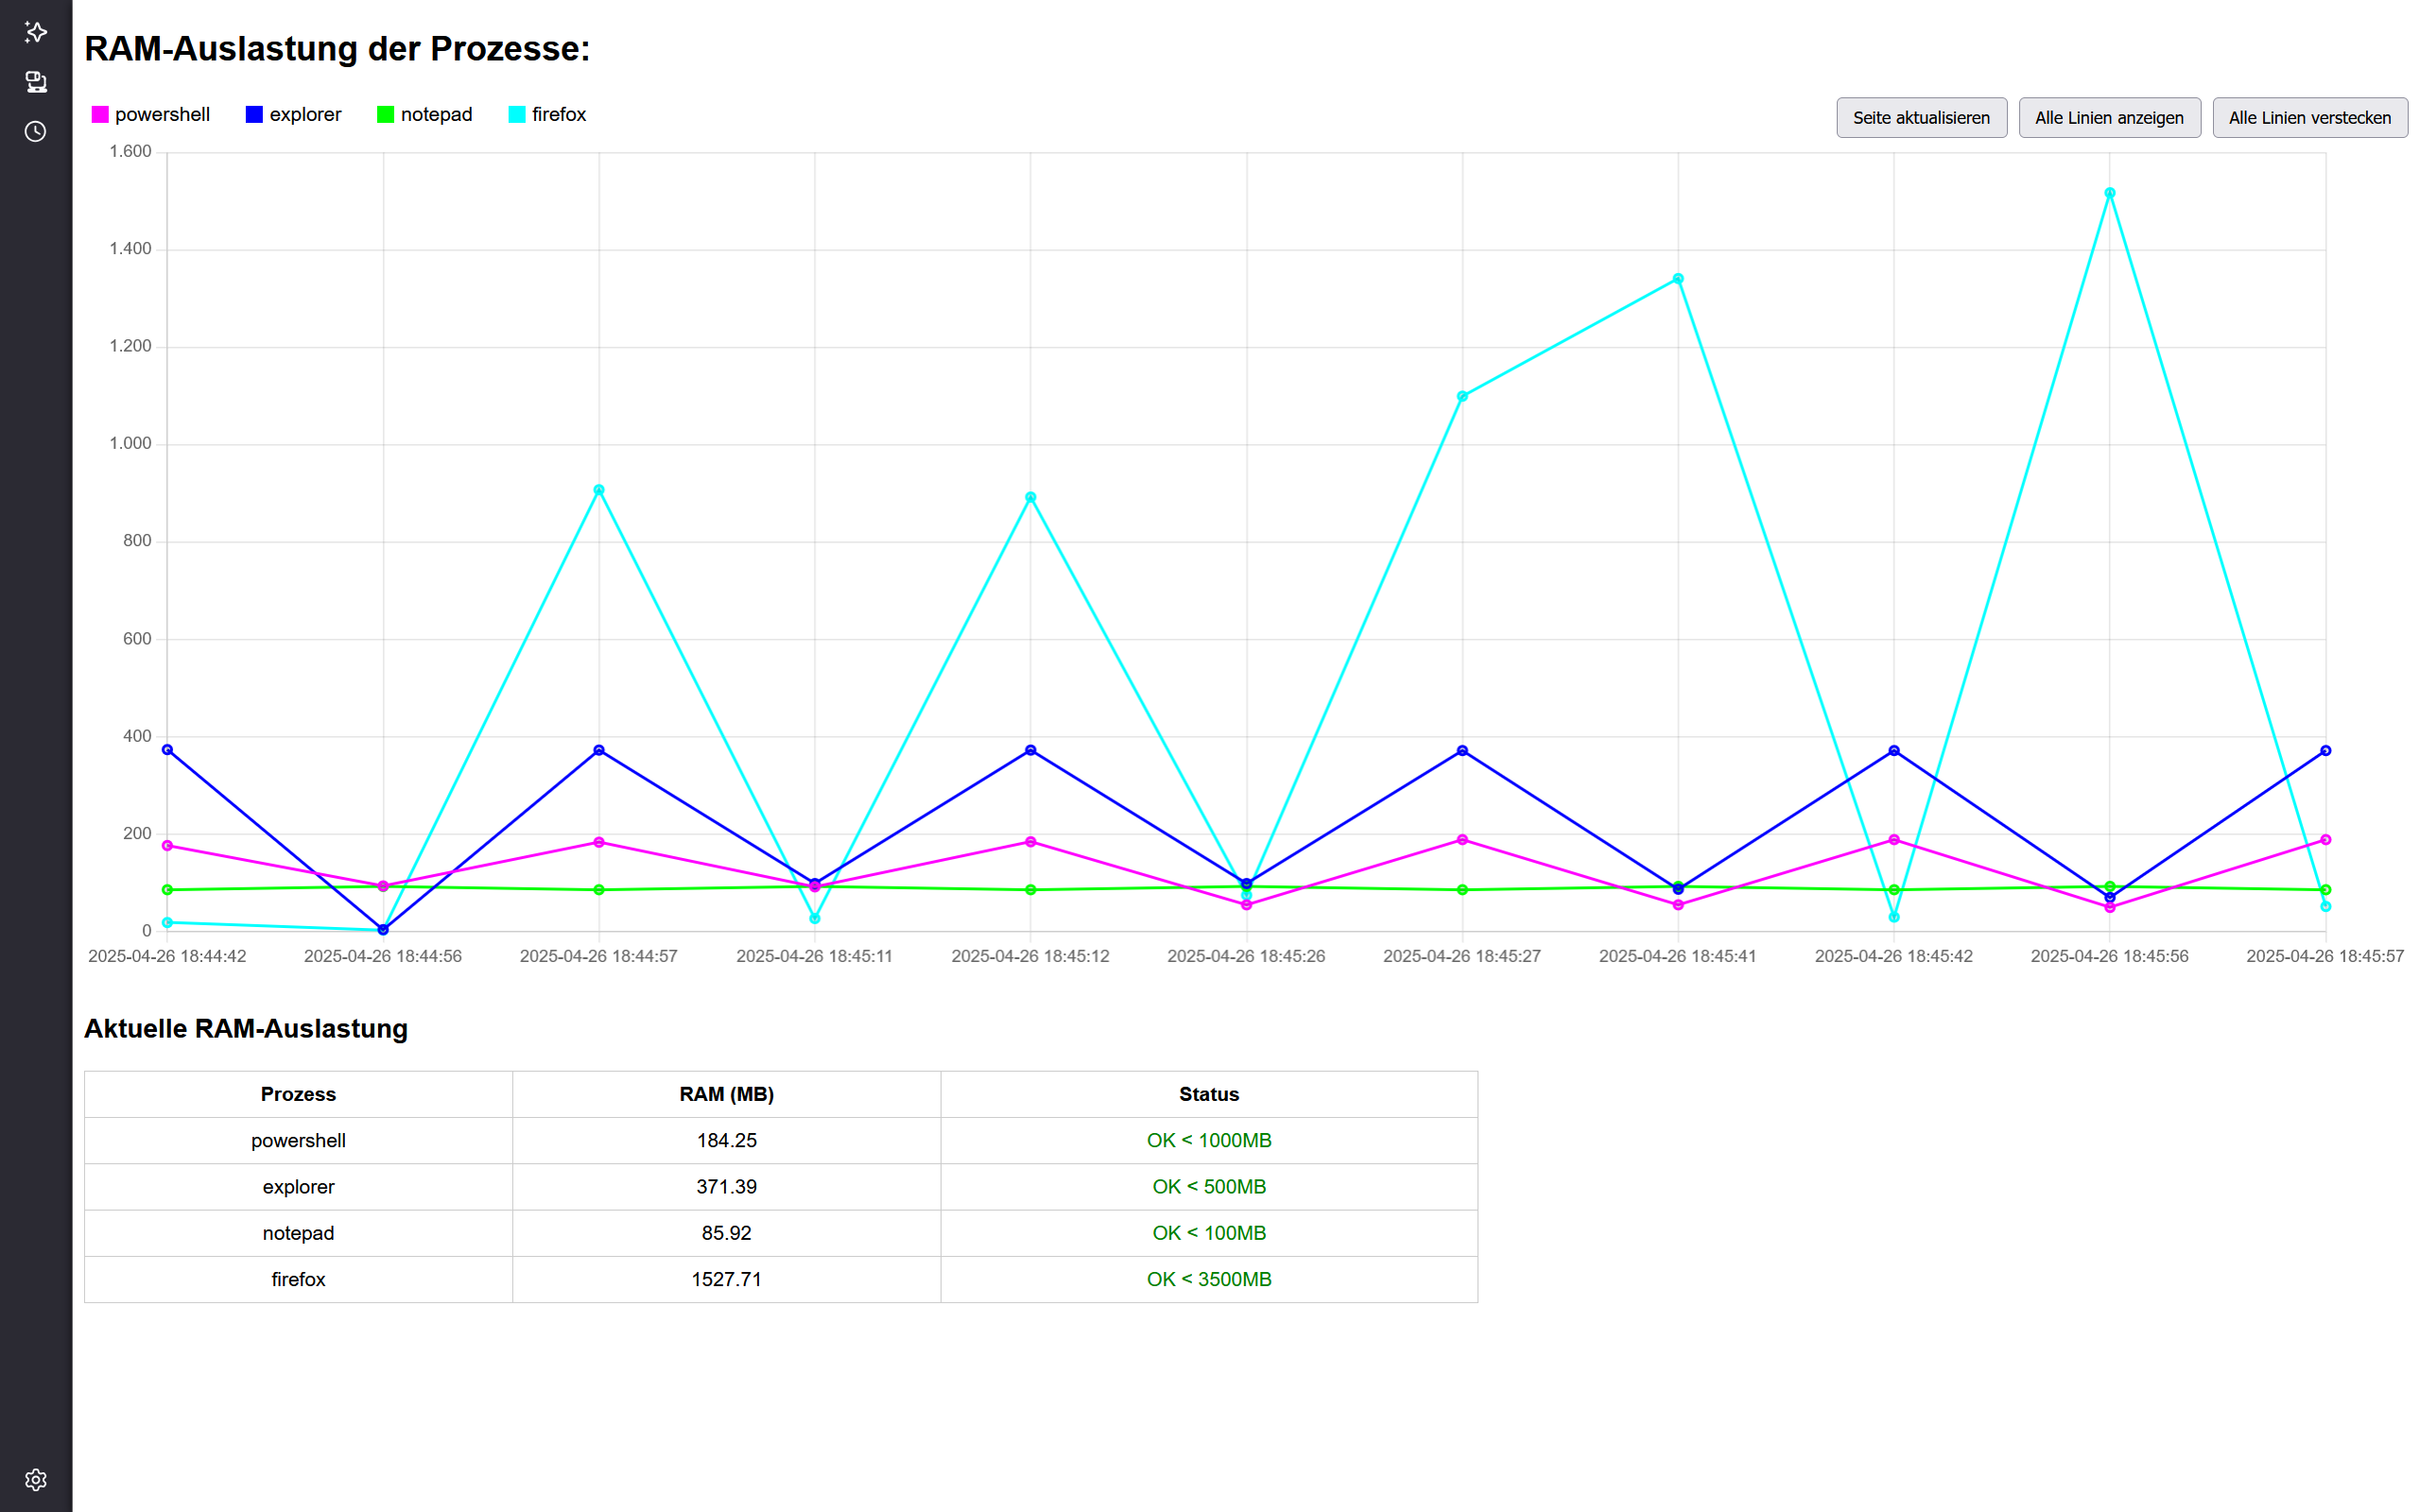 RAM-Auslastung der Prozesse:
powershell explorer notepad firefox
Seite aktualisieren Alle Linien anzeigen Alle Linien verstecken
1.600
1.400
1.200
1.000
800
600
400
200
0
2025-04-26 18:44:42 2025-04-26 18:44:56 2025-04-26 18:44:57 2025-04-26 18:45:11 2025-04-26 18:45:12 2025-04-26 18:45:26 2025-04-26 18:45:27 2025-04-26 18:45:41 2025-04-26 18:45:42 2025-04-26 18:45:56 2025-04-26 18:45:57
Aktuelle RAM-Auslastung
Prozess RAM (MB) Status
powershell 184.25 OK < 1000MB
explorer 371.39 OK < 500MB
notepad 85.92 OK < 100MB
firefox 1527.71 OK < 3500MB